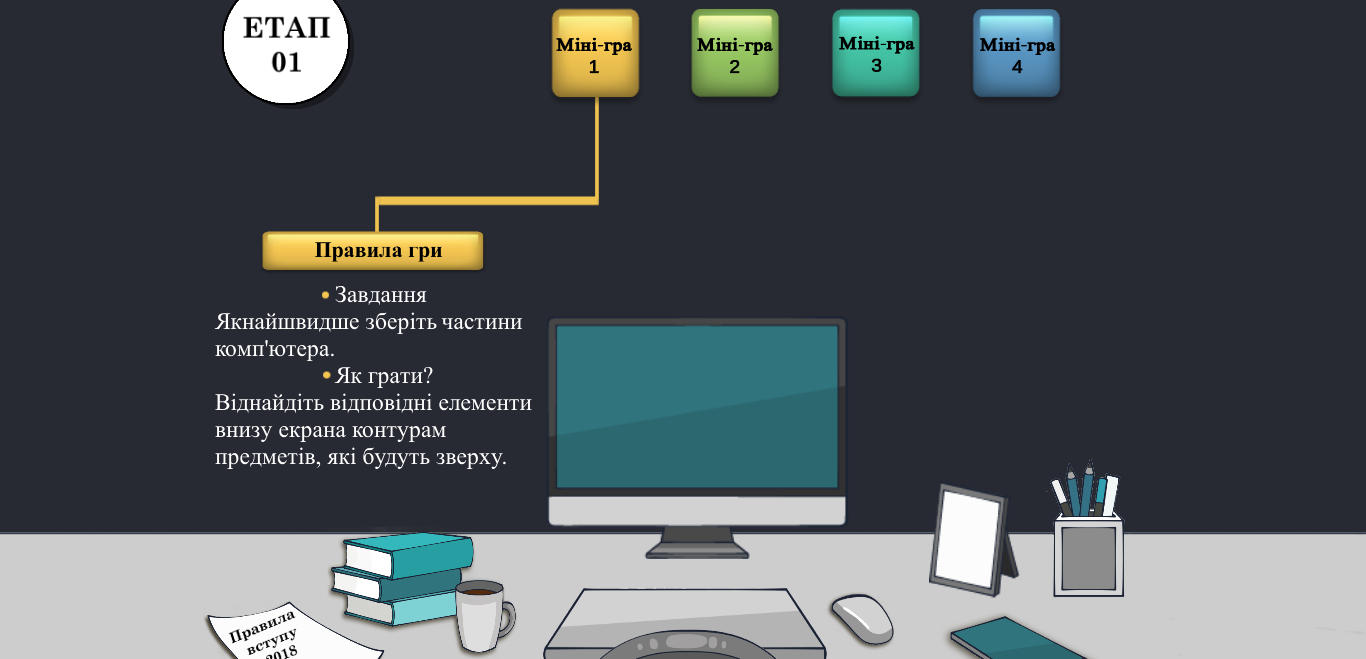 ЕТАП
01
Міні-гра
1
Міні-гра
2
Міні-гра
3
Міні-гра
4
Правила гри
• Завдання
Якнайшвидше зберіть частини
комп'ютера.
• Як грати?
Віднайдіть відповідні елементи
внизу екрана контурам
предметів, які будуть зверху.
Правила
вступу
2018